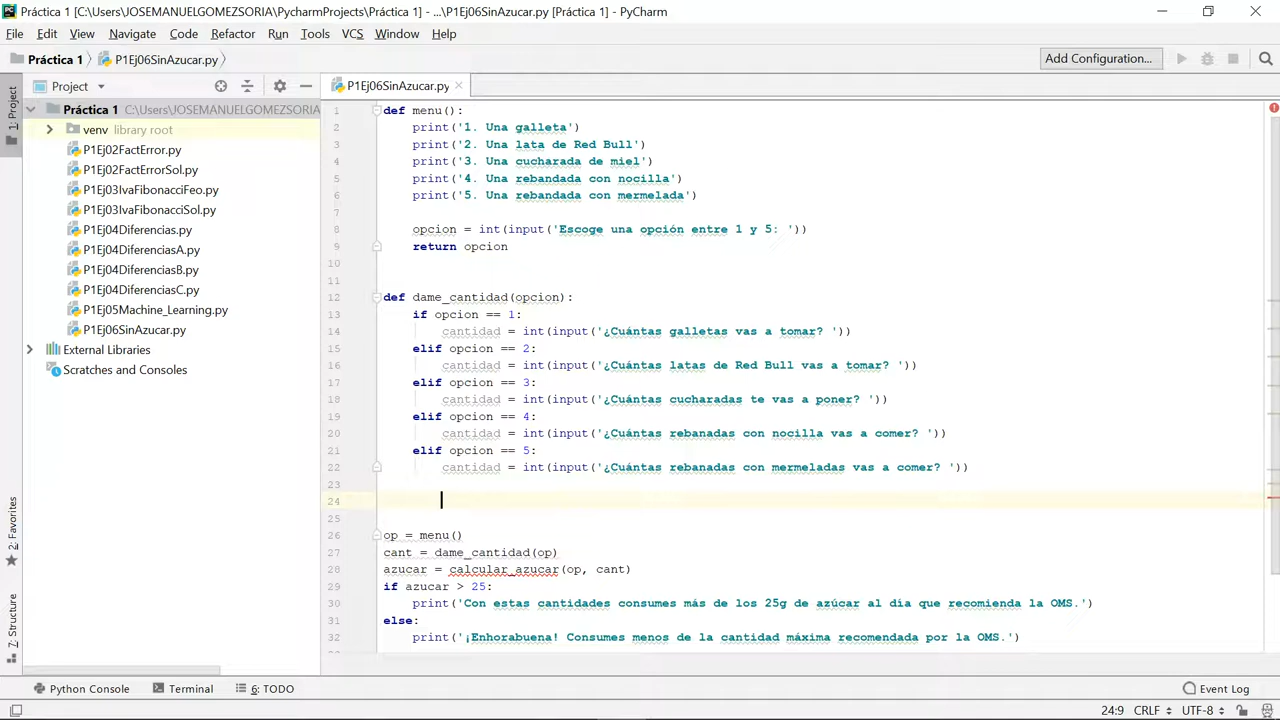 Práctica 1 [C:\Users\JOSEMANUELGOMEZSORIA\PycharmProjects\Práctica 1] - ...\P1Ej06SinAzucar.py [Práctica 1] - PyCharm
File Edit View Navigate Code Refactor Run Tools VCS Window Help
Práctica 1 P1Ej06SinAzucar.py Add Configuration...
Project P1Ej06SinAzucar.py
1: Project
Práctica 1 C:\Users\JOSEMANUELGOMEZSORIA
venv library root
P1Ej02FactError.py
P1Ej02FactErrorSol.py
P1Ej03IvaFibonacciFeo.py
P1Ej03IvaFibonacciSol.py
P1Ej04Diferencias.py
P1Ej04DiferenciasA.py
P1Ej04DiferenciasB.py
P1Ej04DiferenciasC.py
P1Ej05Machine_Learning.py
P1Ej06SinAzucar.py
External Libraries
Scratches and Consoles
2: Favorites
7: Structure
1 def menu():
2 print('1. Una galleta')
3 print('2. Una lata de Red Bull')
4 print('3. Una cucharada de miel')
5 print('4. Una rebandada con nocilla')
6 print('5. Una rebandada con mermelada')
7
8 opcion = int(input('Escoge una opción entre 1 y 5: '))
9 return opcion
10
11
12 def dame_cantidad(opcion):
13 if opcion == 1:
14 cantidad = int(input('¿Cuántas galletas vas a tomar? '))
15 elif opcion == 2:
16 cantidad = int(input('¿Cuántas latas de Red Bull vas a tomar? '))
17 elif opcion == 3:
18 cantidad = int(input('¿Cuántas cucharadas te vas a poner? '))
19 elif opcion == 4:
20 cantidad = int(input('¿Cuántas rebanadas con nocilla vas a comer? '))
21 elif opcion == 5:
22 cantidad = int(input('¿Cuántas rebanadas con mermeladas vas a comer? '))
23
24
25
26 op = menu()
27 cant = dame_cantidad(op)
28 azucar = calcular_azucar(op, cant)
29 if azucar > 25:
30 print('Con estas cantidades consumes más de los 25g de azúcar al día que recomienda la OMS.')
31 else:
32 print('¡Enhorabuena! Consumes menos de la cantidad máxima recomendada por la OMS.')
Python Console Terminal 6: TODO Event Log
24:9 CRLF UTF-8